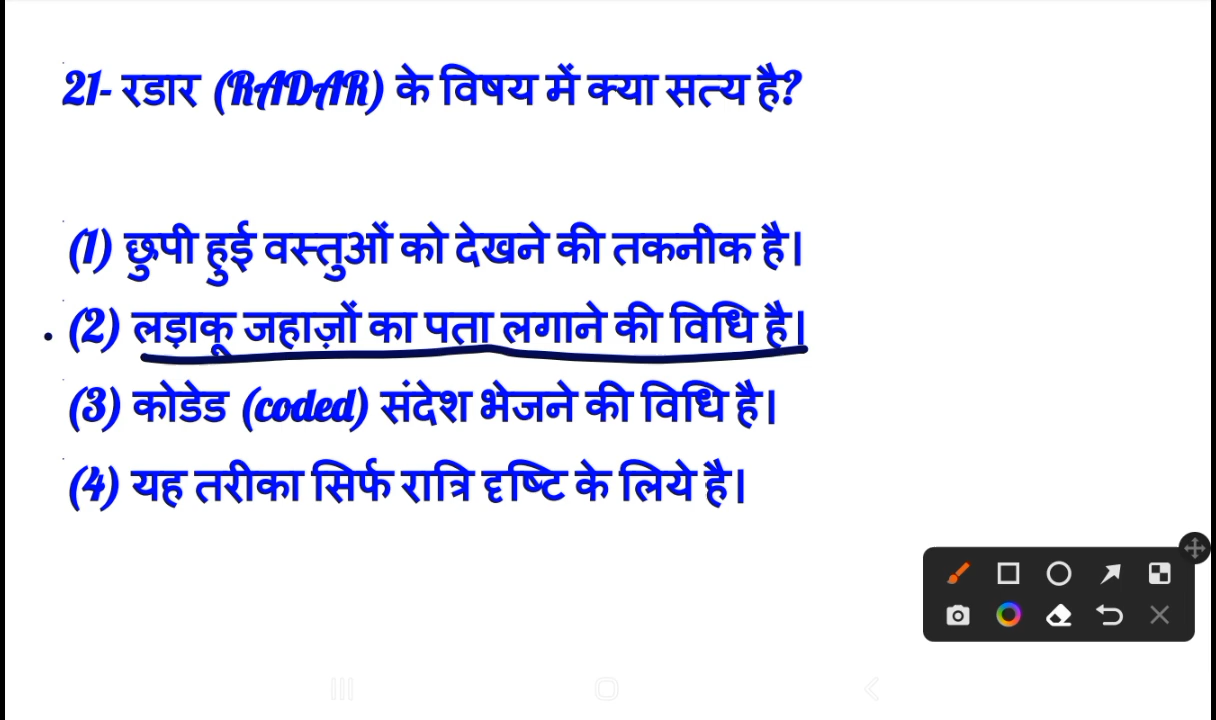 21- रडार (RADAR) के विषय में क्या सत्य है?
(1) छुपी हुई वस्तुओं को देखने की तकनीक है।
(2) लड़ाकू जहाज़ों का पता लगाने की विधि है।
(3) कोडेड (coded) संदेश भेजने की विधि है।
(4) यह तरीका सिर्फ रात्रि दृष्टि के लिये है।